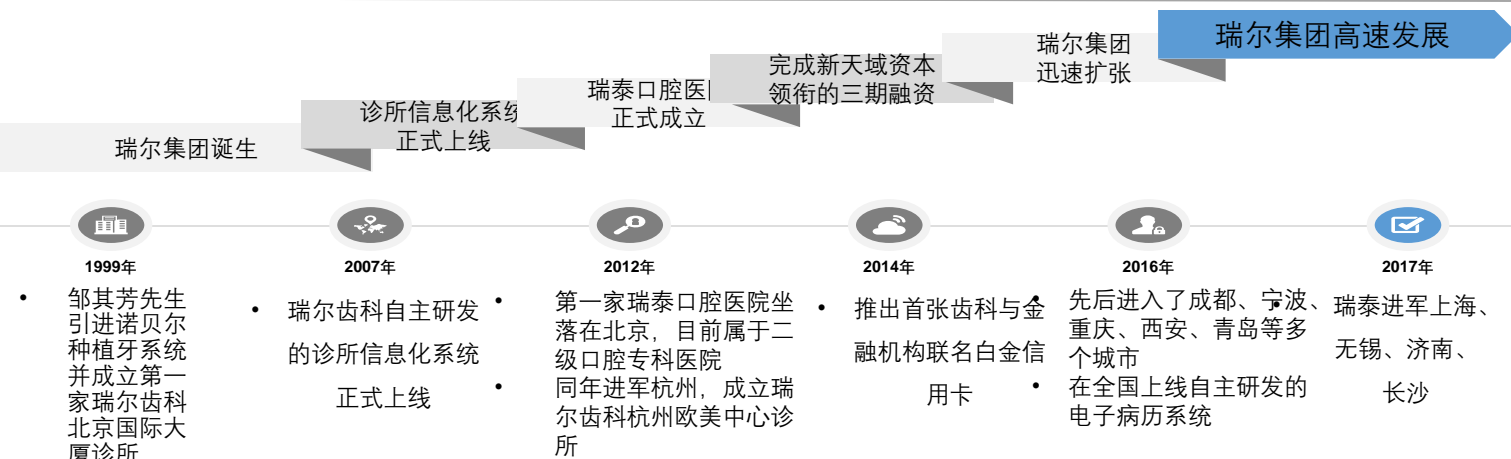 瑞尔集团诞生
诊所信息化系统
正式上线
瑞泰口腔医
正式成立
完成新天域资本
领衔的三期融资
瑞尔集团
迅速扩张
瑞尔集团高速发展
1999年
• 邹其芳先生
引进诺贝尔
种植牙系统
并成立第一
家瑞尔齿科
北京国际大
厦诊所
2007年
• 瑞尔齿科自主研发
的诊所信息化系统
正式上线
2012年
• 第一家瑞泰口腔医院坐
落在北京，目前属于二
级口腔专科医院
• 同年进军杭州，成立瑞
尔齿科杭州欧美中心诊
所
2014年
• 推出首张齿科与金
融机构联名白金信
用卡
2016年
• 先后进入了成都、宁波、
重庆、西安、青岛等多
个城市
• 在全国上线自主研发的
电子病历系统
2017年
• 瑞泰进军上海、
无锡、济南、
长沙